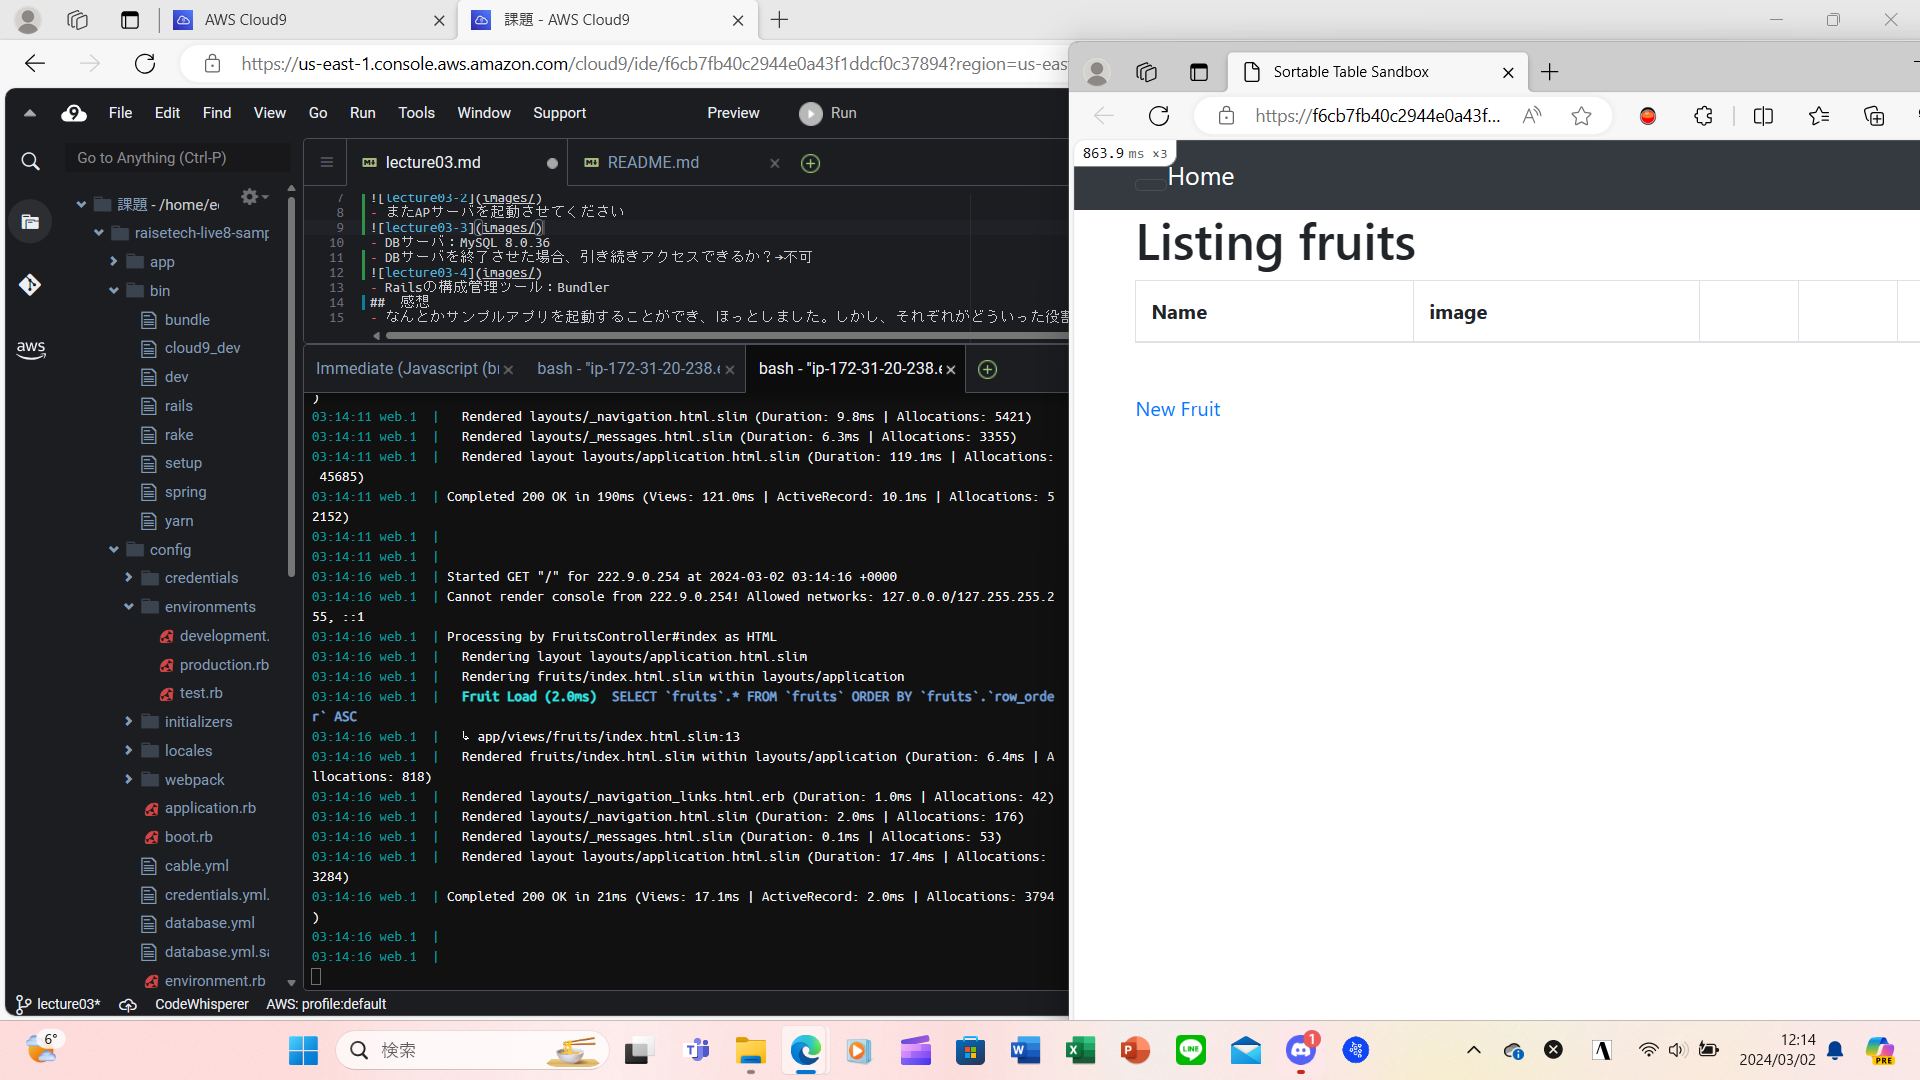 AWS Cloud9
課題 - AWS Cloud9
https://us-east-1.console.aws.amazon.com/cloud9/ide/f6cb7fb40c2944e0a43f1ddcf0c37894?region=us-eas
File Edit Find View Go Run Tools Window Support Preview Run
Go to Anything (Ctrl-P)
課題 - /home/ec
raisetech-live8-samp
app
bin
bundle
cloud9_dev
dev
rails
rake
setup
spring
yarn
config
credentials
environments
development.
production.rb
test.rb
initializers
locales
webpack
application.rb
boot.rb
cable.yml
credentials.yml.
database.yml
database.yml.sa
environment.rb
aws
lecture03.md
README.md
7 ![lecture03-2](images/)
8 - またAPサーバを起動させてください
9 ![lecture03-3](images/)
10 - DBサーバ：MySQL 8.0.36
11 - DBサーバを終了させた場合、引き続きアクセスできるか？→不可
12 ![lecture03-4](images/)
13 - Railsの構成管理ツール：Bundler
14 ##　感想
15 - なんとかサンプルアプリを起動することができ、ほっとしました。しかし、それぞれがどういった役割
Immediate (Javascript (br
bash - "ip-172-31-20-238.e
bash - "ip-172-31-20-238.e
)
03:14:11 web.1 | Rendered layouts/_navigation.html.slim (Duration: 9.8ms | Allocations: 5421)
03:14:11 web.1 | Rendered layouts/_messages.html.slim (Duration: 6.3ms | Allocations: 3355)
03:14:11 web.1 | Rendered layout layouts/application.html.slim (Duration: 119.1ms | Allocations:
45685)
03:14:11 web.1 | Completed 200 OK in 190ms (Views: 121.0ms | ActiveRecord: 10.1ms | Allocations: 5
2152)
03:14:11 web.1 |
03:14:11 web.1 |
03:14:16 web.1 | Started GET "/" for 222.9.0.254 at 2024-03-02 03:14:16 +0000
03:14:16 web.1 | Cannot render console from 222.9.0.254! Allowed networks: 127.0.0.0/127.255.255.2
55, ::1
03:14:16 web.1 | Processing by FruitsController#index as HTML
03:14:16 web.1 | Rendering layout layouts/application.html.slim
03:14:16 web.1 | Rendering fruits/index.html.slim within layouts/application
03:14:16 web.1 | Fruit Load (2.0ms) SELECT `fruits`.* FROM `fruits` ORDER BY `fruits`.`row_orde
r` ASC
03:14:16 web.1 | ↳ app/views/fruits/index.html.slim:13
03:14:16 web.1 | Rendered fruits/index.html.slim within layouts/application (Duration: 6.4ms | A
llocations: 818)
03:14:16 web.1 | Rendered layouts/_navigation_links.html.erb (Duration: 1.0ms | Allocations: 42)
03:14:16 web.1 | Rendered layouts/_navigation.html.slim (Duration: 2.0ms | Allocations: 176)
03:14:16 web.1 | Rendered layouts/_messages.html.slim (Duration: 0.1ms | Allocations: 53)
03:14:16 web.1 | Rendered layout layouts/application.html.slim (Duration: 17.4ms | Allocations:
3284)
03:14:16 web.1 | Completed 200 OK in 21ms (Views: 17.1ms | ActiveRecord: 2.0ms | Allocations: 3794
)
03:14:16 web.1 |
03:14:16 web.1 |
lecture03* CodeWhisperer AWS: profile:default
Sortable Table Sandbox
https://f6cb7fb40c2944e0a43f...
863.9 ms x3
Home
Listing fruits
Name image
New Fruit
6°
検索
LINE
1
A
12:14
2024/03/02
PRE